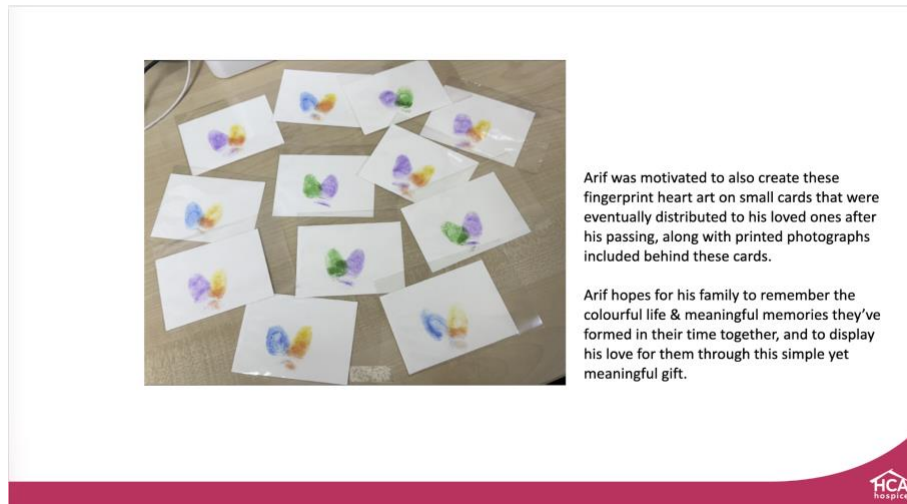 Arif was motivated to also create these
fingerprint heart art on small cards that were
eventually distributed to his loved ones after
his passing, along with printed photographs
included behind these cards.
Arif hopes for his family to remember the
colourful life & meaningful memories they've
formed in their time together, and to display
his love for them through this simple yet
meaningful gift.
HCA
hospice